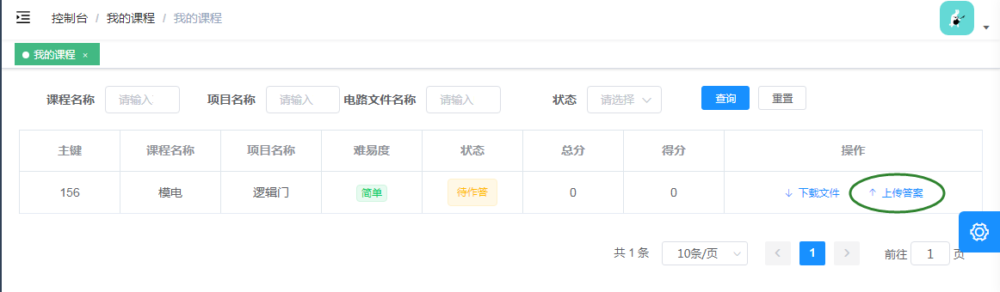 控制台 / 我的课程 / 我的课程
我的课程 ×
课程名称 请输入 项目名称 请输入 电路文件名称 请输入 状态 请选择 查询 重置
主键 课程名称 项目名称 难易度 状态 总分 得分 操作
156 模电 逻辑门 简单 待作答 0 0 ↓ 下载文件 ↑ 上传答案
共 1 条 10条/页 < 1 > 前往 1 页